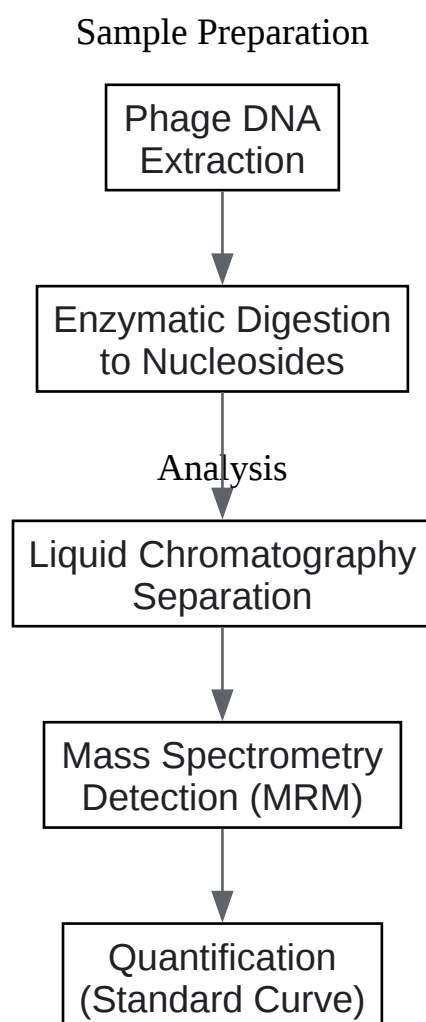 Sample Preparation
Phage DNA
Extraction
Enzymatic Digestion
to Nucleosides
Analysis
Liquid Chromatography
Separation
Mass Spectrometry
Detection (MRM)
Quantification
(Standard Curve)